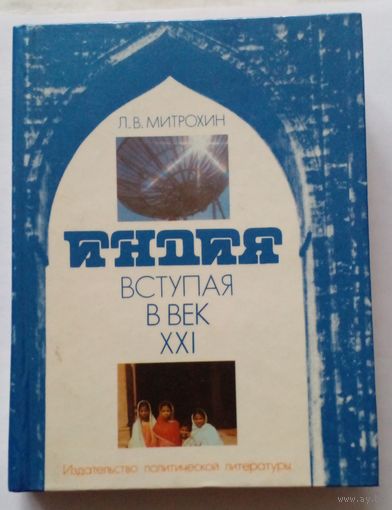 Л.В. МИТРОХИН
ИНДИЯ
ВСТУПАЯ
В ВЕК
XXI
Издательство политической литературы